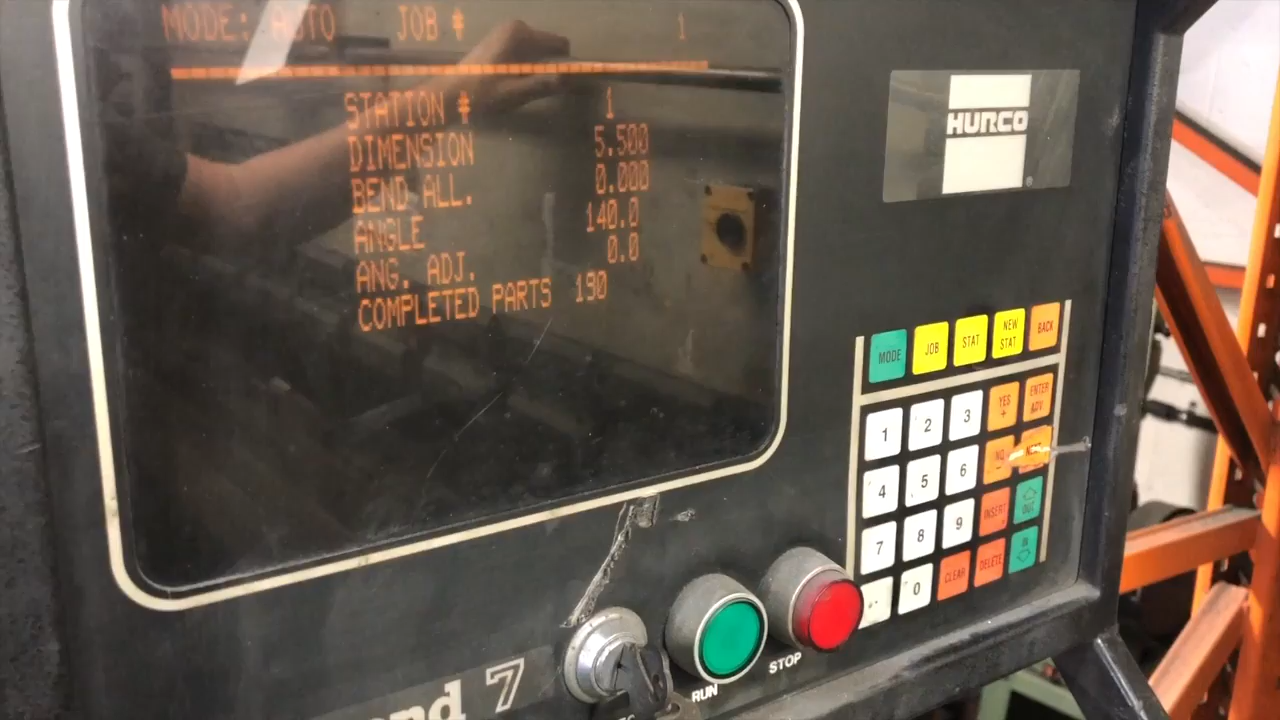 MODE: AUTO JOB # 1
STATION # 1
DIMENSION 5.500
BEND ALL. 0.000
ANGLE 140.0
ANG. ADJ. 0.0
COMPLETED PARTS 190
HURCO
®
MODE JOB STAT NEW STAT BACK
1 2 3 YES + ENTER ADV
4 5 6 NO NEXT
7 8 9 INSERT OUT
0 CLEAR DELETE IN
RUN
STOP
7